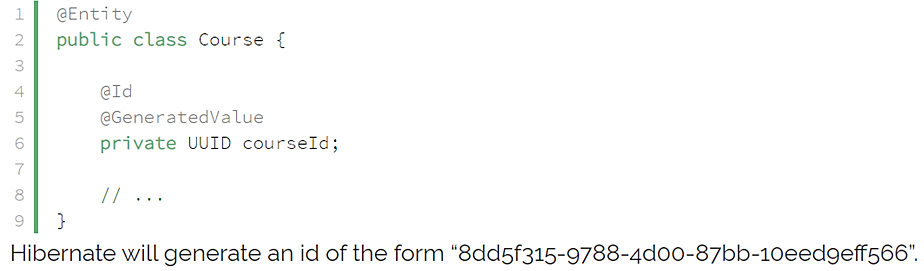 1 @Entity
2 public class Course {
3
4     @Id
5     @GeneratedValue
6     private UUID courseId;
7
8     // ...
9 }
Hibernate will generate an id of the form “8dd5f315-9788-4d00-87bb-10eed9eff566”.